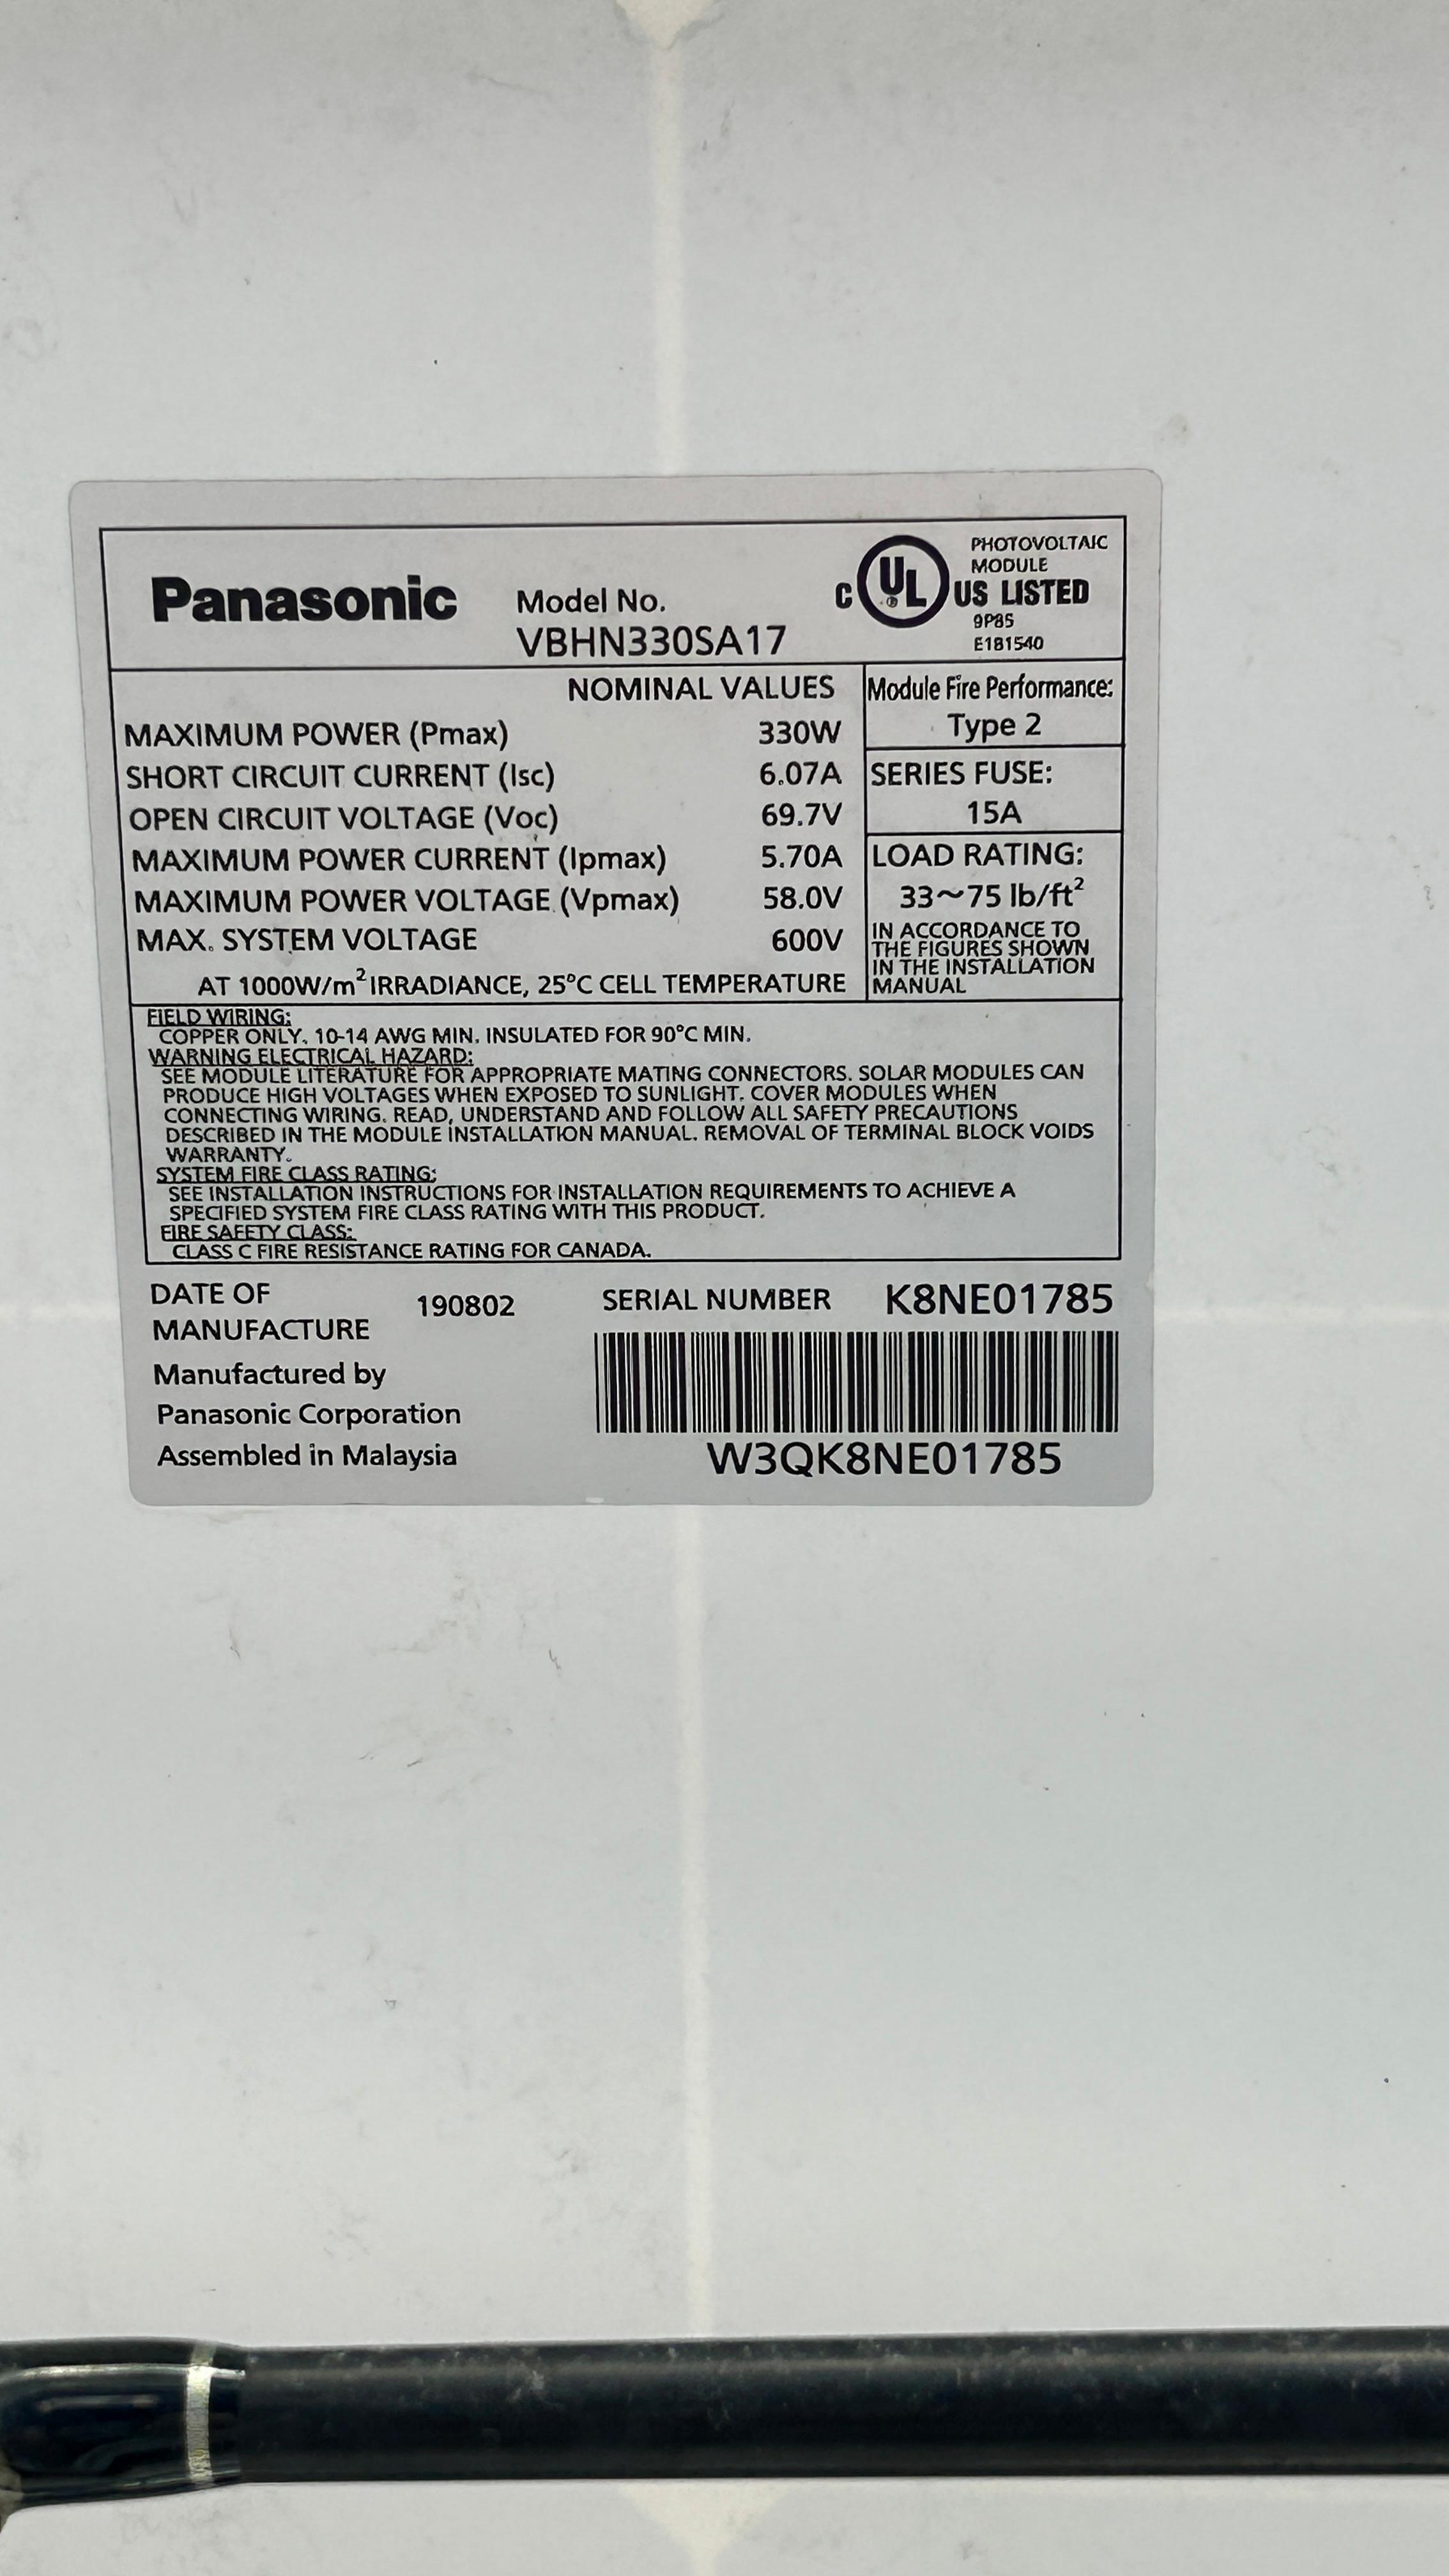 Panasonic
Model No.
VBHN330SA17
C UL ® US LISTED
PHOTOVOLTAIC
MODULE
9P85
E181540
NOMINAL VALUES
MAXIMUM POWER (Pmax) 330W
SHORT CIRCUIT CURRENT (Isc) 6.07A
OPEN CIRCUIT VOLTAGE (Voc) 69.7V
MAXIMUM POWER CURRENT (Ipmax) 5.70A
MAXIMUM POWER VOLTAGE (Vpmax) 58.0V
MAX. SYSTEM VOLTAGE 600V
AT 1000W/m² IRRADIANCE, 25°C CELL TEMPERATURE
Module Fire Performance:
Type 2
SERIES FUSE:
15A
LOAD RATING:
33~75 lb/ft²
IN ACCORDANCE TO
THE FIGURES SHOWN
IN THE INSTALLATION
MANUAL
FIELD WIRING:
COPPER ONLY. 10-14 AWG MIN. INSULATED FOR 90°C MIN.
WARNING ELECTRICAL HAZARD:
SEE MODULE LITERATURE FOR APPROPRIATE MATING CONNECTORS. SOLAR MODULES CAN
PRODUCE HIGH VOLTAGES WHEN EXPOSED TO SUNLIGHT. COVER MODULES WHEN
CONNECTING WIRING. READ, UNDERSTAND AND FOLLOW ALL SAFETY PRECAUTIONS
DESCRIBED IN THE MODULE INSTALLATION MANUAL. REMOVAL OF TERMINAL BLOCK VOIDS
WARRANTY.
SYSTEM FIRE CLASS RATING:
SEE INSTALLATION INSTRUCTIONS FOR INSTALLATION REQUIREMENTS TO ACHIEVE A
SPECIFIED SYSTEM FIRE CLASS RATING WITH THIS PRODUCT.
FIRE SAFETY CLASS:
CLASS C FIRE RESISTANCE RATING FOR CANADA.
DATE OF
MANUFACTURE 190802
Manufactured by
Panasonic Corporation
Assembled in Malaysia
SERIAL NUMBER K8NE01785
W3QK8NE01785